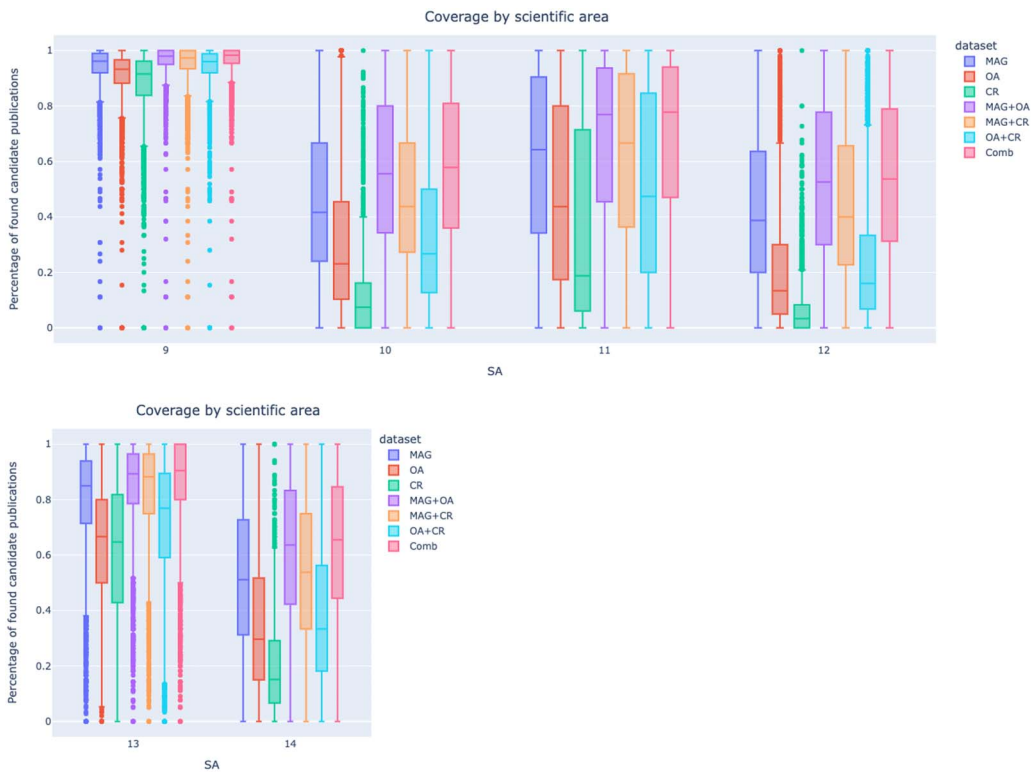 Coverage by scientific area
Percentage of found candidate publications
1
0.8
0.6
0.4
0.2
0
9
10
11
12
SA
dataset
MAG
OA
CR
MAG+OA
MAG+CR
OA+CR
Comb
Coverage by scientific area
Percentage of found candidate publications
1
0.8
0.6
0.4
0.2
0
13
14
SA
dataset
MAG
OA
CR
MAG+OA
MAG+CR
OA+CR
Comb